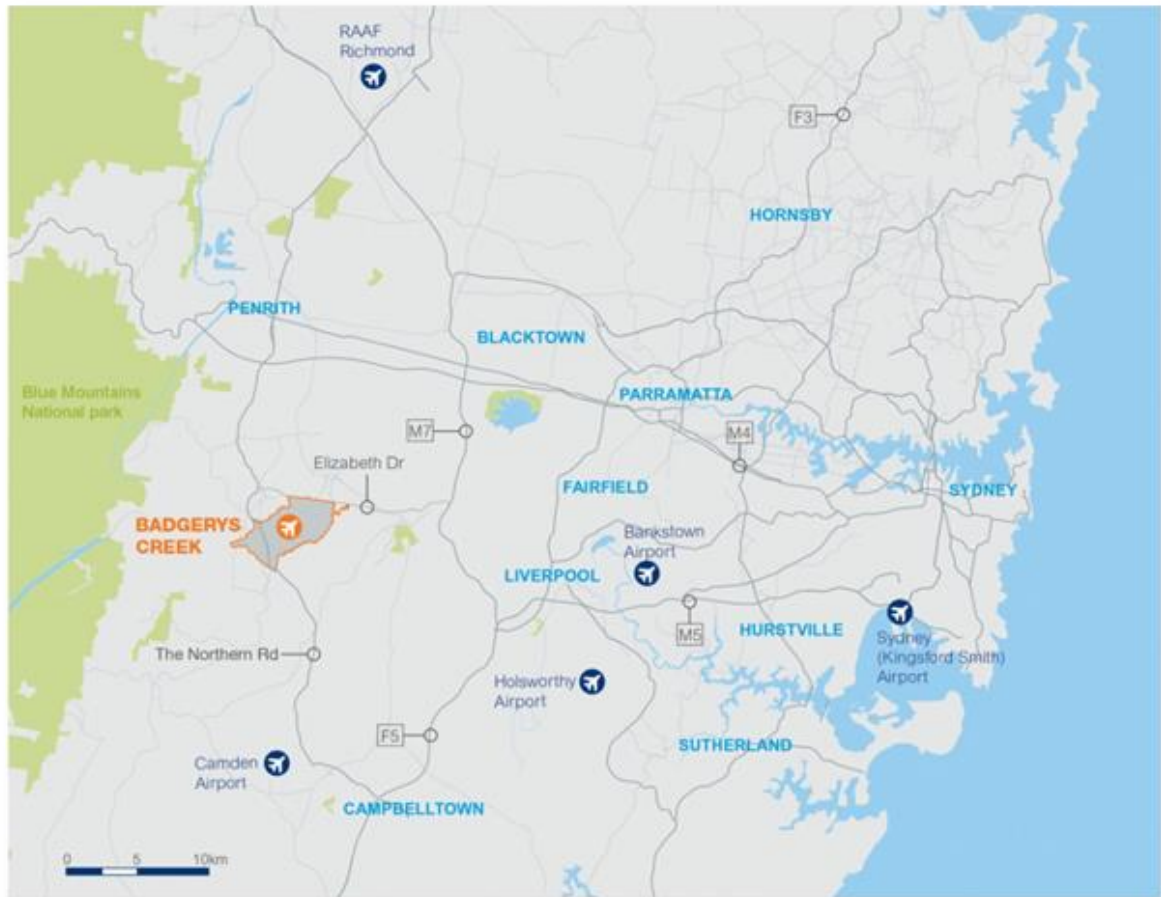 RAAF
Richmond
F3
HORNSBY
PENRITH
BLACKTOWN
Blue Mountains
National park
PARRAMATTA
M7
M4
Elizabeth Dr
FAIRFIELD
SYDNEY
BADGERYS
CREEK
Bankstown
Airport
LIVERPOOL
M5
HURSTVILLE
Sydney
(Kingsford Smith)
Airport
The Northern Rd
Holsworthy
Airport
F5
SUTHERLAND
Camden
Airport
CAMPBELLTOWN
0 5 10km